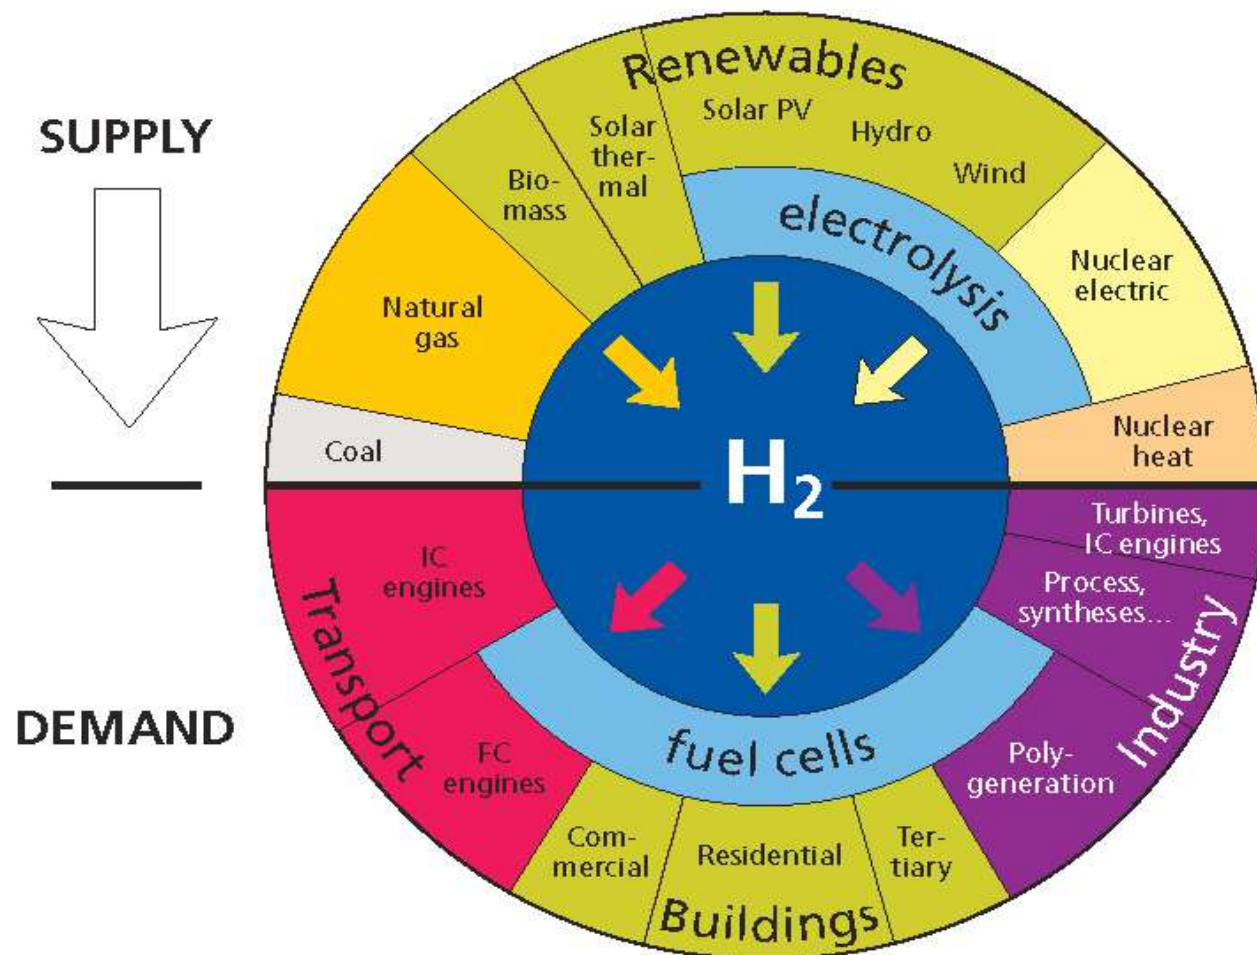 SUPPLY
Renewables
Solar PV
Hydro
Wind
Solar
ther-
mal
Bio-
mass
electrolysis
Nuclear
electric
Natural
gas
Nuclear
heat
Coal
H₂
Turbines,
IC engines
IC
engines
Process,
syntheses...
Transport
Industry
DEMAND
fuel cells
FC
engines
Poly-
generation
Com-
mercial
Residential
Ter-
tiary
Buildings